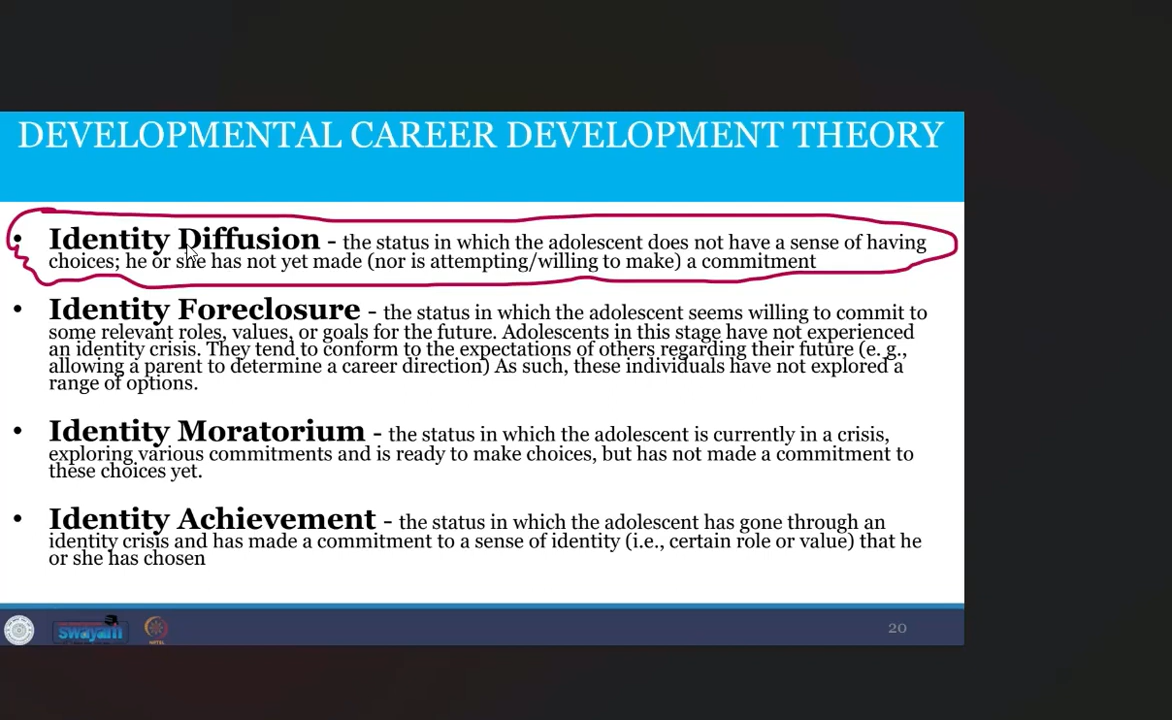 DEVELOPMENTAL CAREER DEVELOPMENT THEORY
• Identity Diffusion - the status in which the adolescent does not have a sense of having
choices; he or she has not yet made (nor is attempting/willing to make) a commitment
• Identity Foreclosure - the status in which the adolescent seems willing to commit to
some relevant roles, values, or goals for the future. Adolescents in this stage have not experienced
an identity crisis. They tend to conform to the expectations of others regarding their future (e. g.,
allowing a parent to determine a career direction) As such, these individuals have not explored a
range of options.
• Identity Moratorium - the status in which the adolescent is currently in a crisis,
exploring various commitments and is ready to make choices, but has not made a commitment to
these choices yet.
• Identity Achievement - the status in which the adolescent has gone through an
identity crisis and has made a commitment to a sense of identity (i.e., certain role or value) that he
or she has chosen
swayam
20